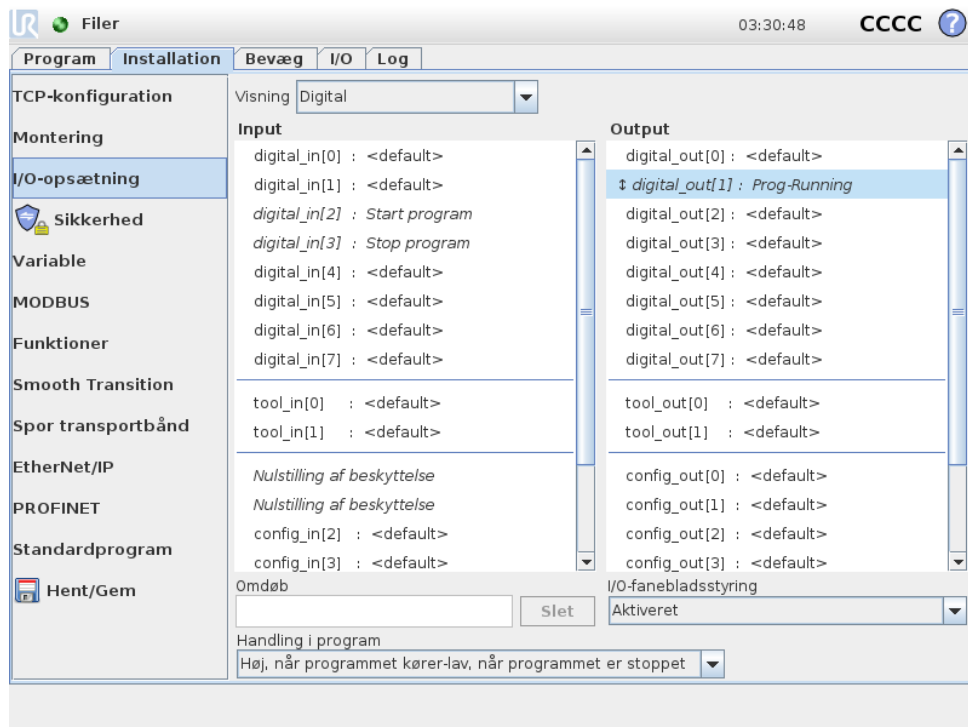 UR Filer 03:30:48 CCCC ?
Program Installation Bevæg I/O Log
TCP-konfiguration
Montering
I/O-opsætning
Sikkerhed
Variable
MODBUS
Funktioner
Smooth Transition
Spor transportbånd
EtherNet/IP
PROFINET
Standardprogram
Hent/Gem
Visning Digital
Input
digital_in[0] : <default>
digital_in[1] : <default>
digital_in[2] : Start program
digital_in[3] : Stop program
digital_in[4] : <default>
digital_in[5] : <default>
digital_in[6] : <default>
digital_in[7] : <default>
tool_in[0] : <default>
tool_in[1] : <default>
Nulstilling af beskyttelse
Nulstilling af beskyttelse
config_in[2] : <default>
config_in[3] : <default>
Output
digital_out[0] : <default>
↕ digital_out[1] : Prog-Running
digital_out[2] : <default>
digital_out[3] : <default>
digital_out[4] : <default>
digital_out[5] : <default>
digital_out[6] : <default>
digital_out[7] : <default>
tool_out[0] : <default>
tool_out[1] : <default>
config_out[0] : <default>
config_out[1] : <default>
config_out[2] : <default>
config_out[3] : <default>
Omdøb
Slet
I/O-fanebladsstyring
Aktiveret
Handling i program
Høj, når programmet kører-lav, når programmet er stoppet